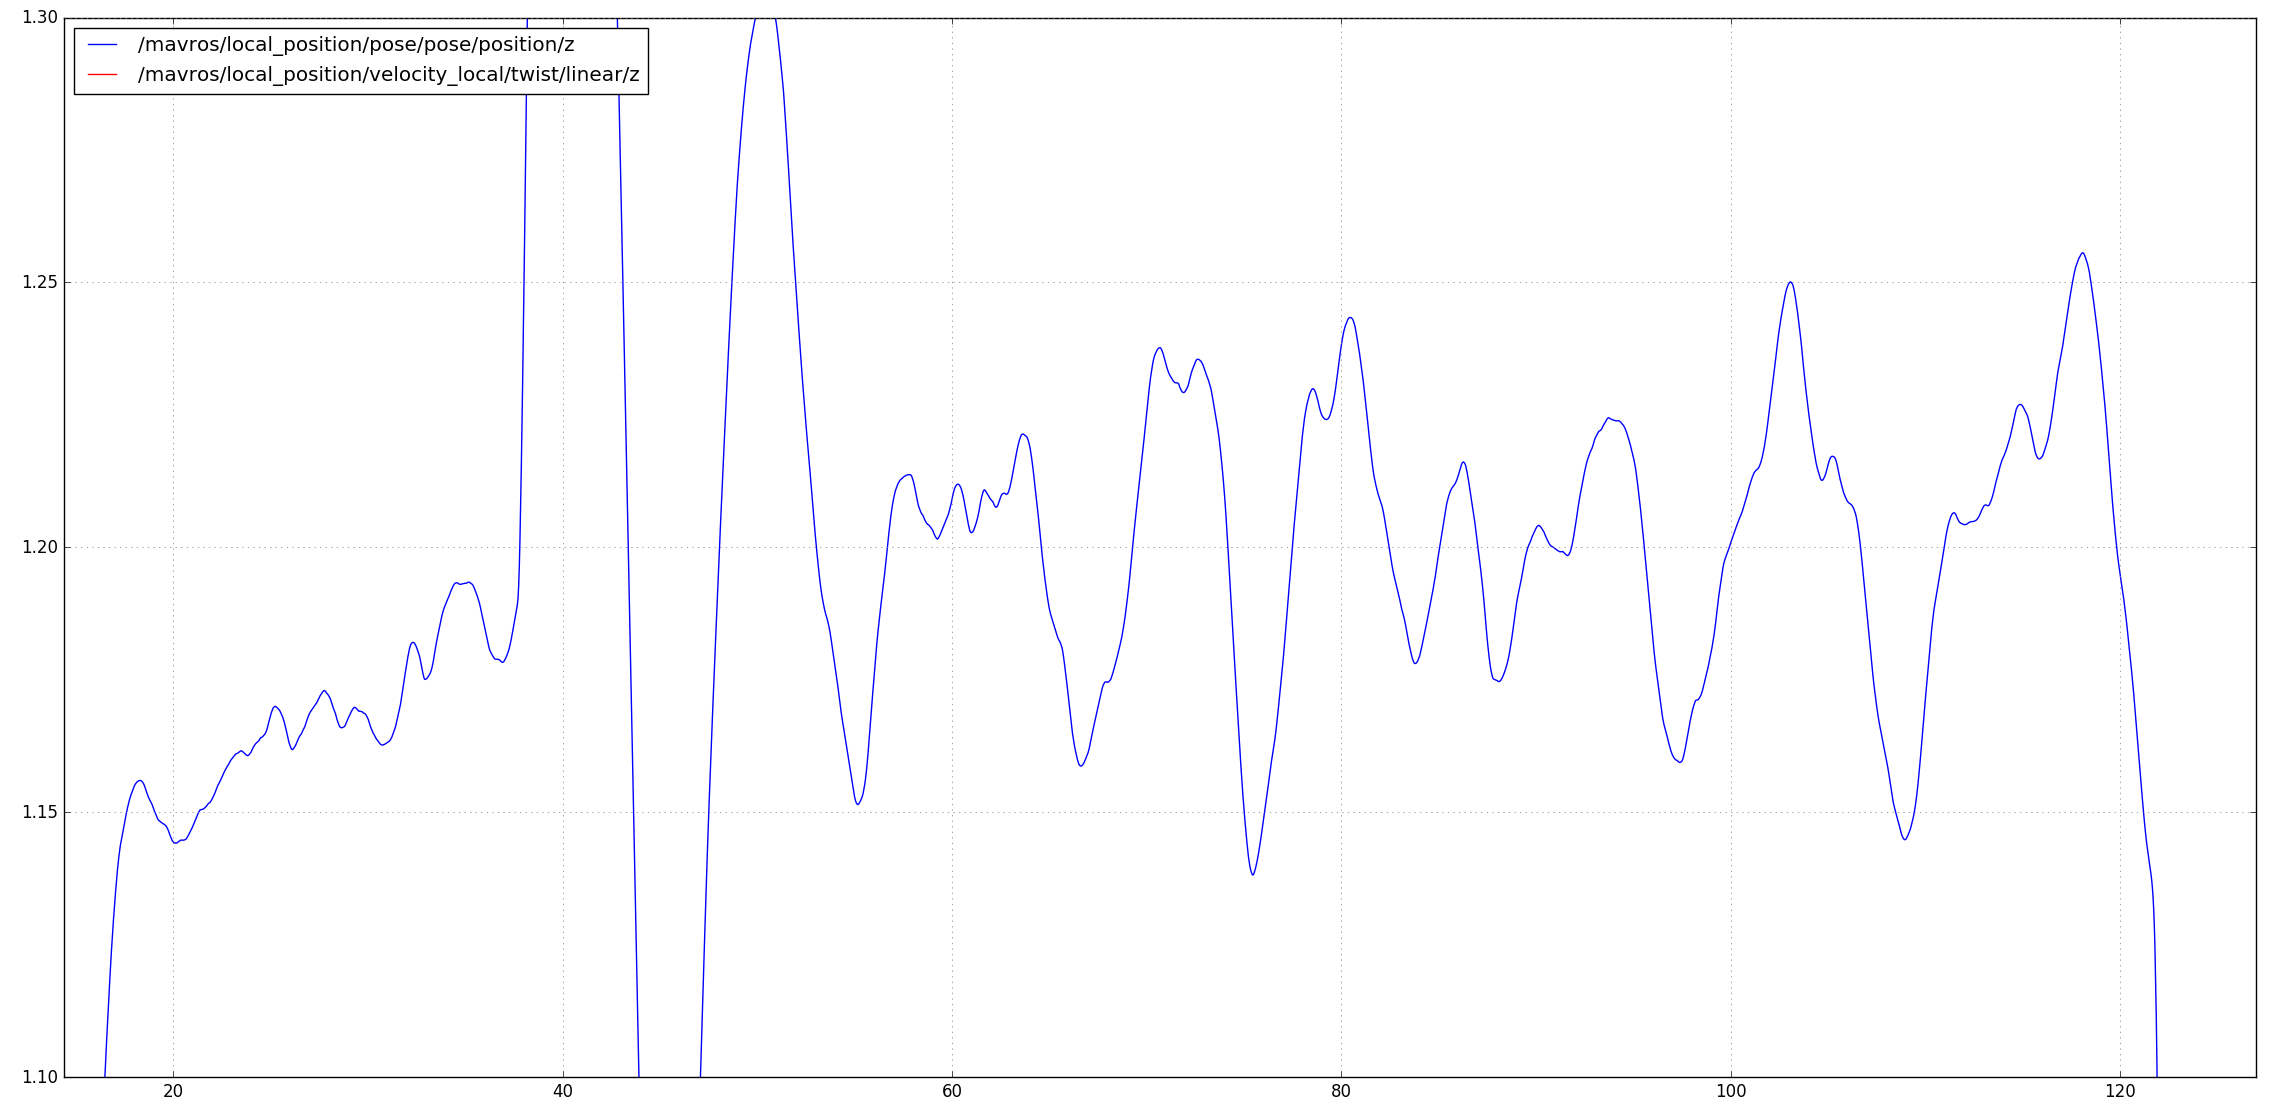 1.30
/mavros/local_position/pose/pose/position/z
/mavros/local_position/velocity_local/twist/linear/z
1.25
1.20
1.15
1.10
20 40 60 80 100 120